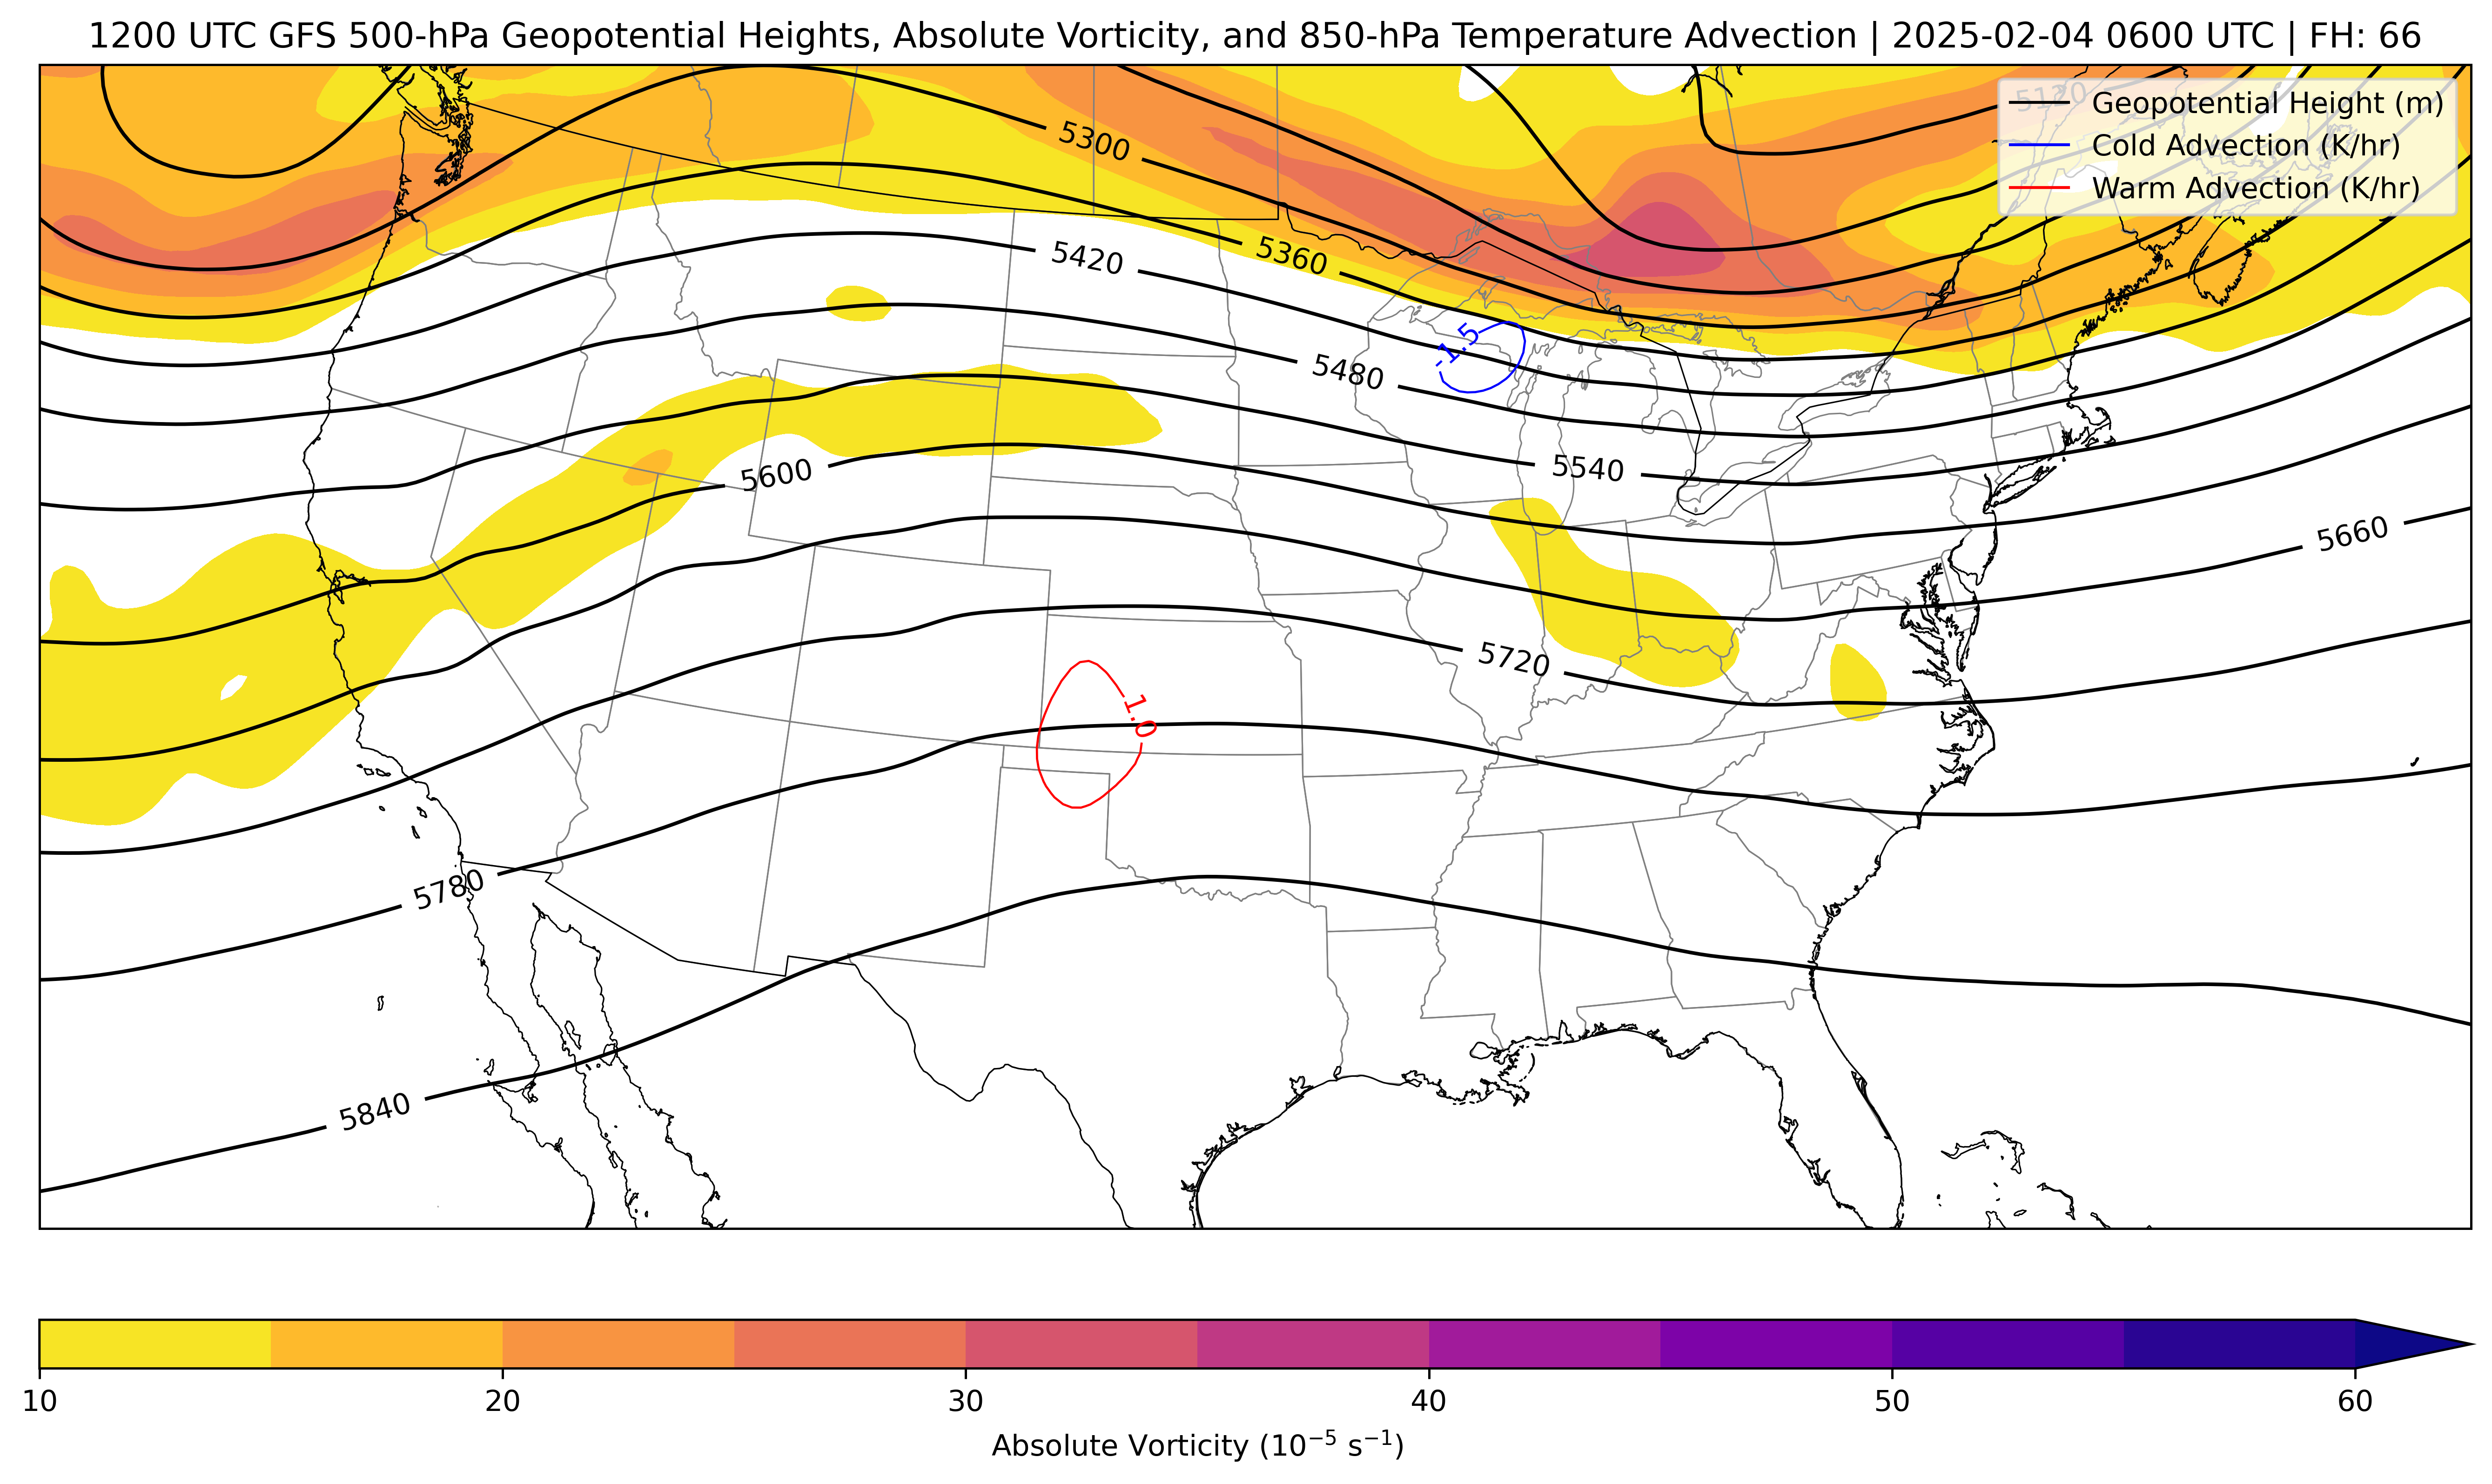 1200 UTC GFS 500-hPa Geopotential Heights, Absolute Vorticity, and 850-hPa Temperature Advection | 2025-02-04 0600 UTC | FH: 66
5120
Geopotential Height (m)
Cold Advection (K/hr)
Warm Advection (K/hr)
5300
5360
5420
-1.5
5480
5540
5600
5660
5720
1.0
5780
5840
10 20 30 40 50 60
Absolute Vorticity (10⁻⁵ s⁻¹)